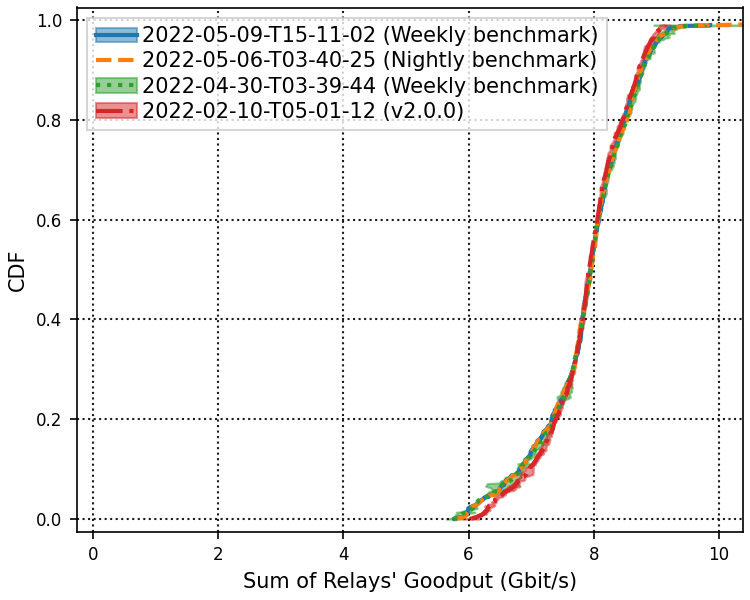 2022-05-09-T15-11-02 (Weekly benchmark)
2022-05-06-T03-40-25 (Nightly benchmark)
2022-04-30-T03-39-44 (Weekly benchmark)
2022-02-10-T05-01-12 (v2.0.0)
1.0
0.8
0.6
0.4
0.2
0.0
CDF
0 2 4 6 8 10
Sum of Relays' Goodput (Gbit/s)